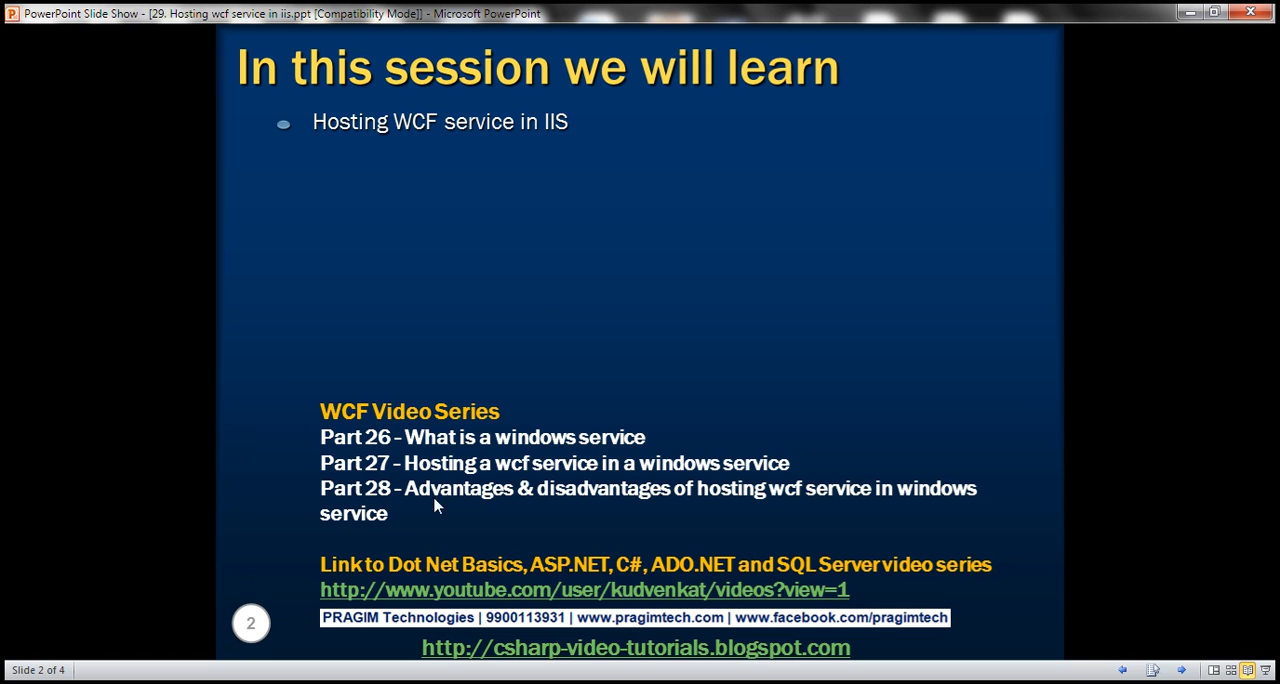 PowerPoint Slide Show - [29. Hosting wcf service in iis.ppt [Compatibility Mode]] - Microsoft PowerPoint
In this session we will learn
Hosting WCF service in IIS
WCF Video Series
Part 26 - What is a windows service
Part 27 - Hosting a wcf service in a windows service
Part 28 - Advantages & disadvantages of hosting wcf service in windows
service
Link to Dot Net Basics, ASP.NET, C#, ADO.NET and SQL Server video series
http://www.youtube.com/user/kudvenkat/videos?view=1
PRAGIM Technologies | 9900113931 | www.pragimtech.com | www.facebook.com/pragimtech
2
http://csharp-video-tutorials.blogspot.com
Slide 2 of 4